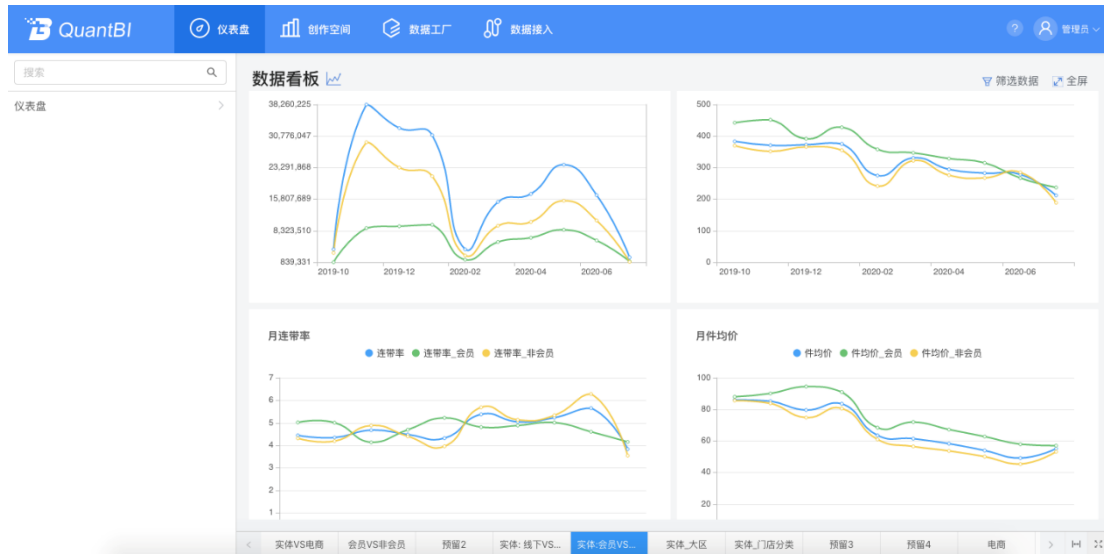 QuantBI 仪表盘 创作空间 数据工厂 数据接入 ? 管理员
搜索
仪表盘
数据看板 筛选数据 全屏
38,260,225
30,776,047
23,291,868
15,807,689
8,323,510
839,331
2019-10 2019-12 2020-02 2020-04 2020-06
500
400
300
200
100
0
2019-10 2019-12 2020-02 2020-04 2020-06
月连带率
连带率 连带率_会员 连带率_非会员
7
6
5
4
3
2
1
月件均价
件均价 件均价_会员 件均价_非会员
100
80
60
40
20
实体VS电商 会员VS非会员 预留2 实体: 线下VS... 实体:会员VS... 实体_大区 实体_门店分类 预留3 预留4 电商